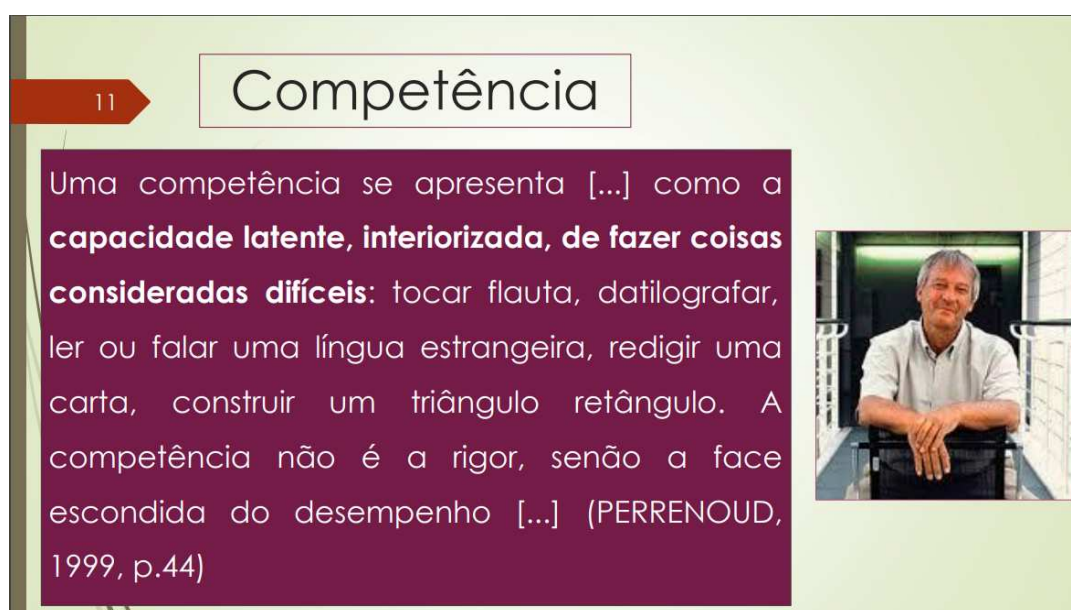 11
Competência
Uma competência se apresenta [...] como a
capacidade latente, interiorizada, de fazer coisas
consideradas difíceis: tocar flauta, datilografar,
ler ou falar uma língua estrangeira, redigir uma
carta, construir um triângulo retângulo. A
competência não é a rigor, senão a face
escondida do desempenho [...] (PERRENOUD,
1999, p.44)